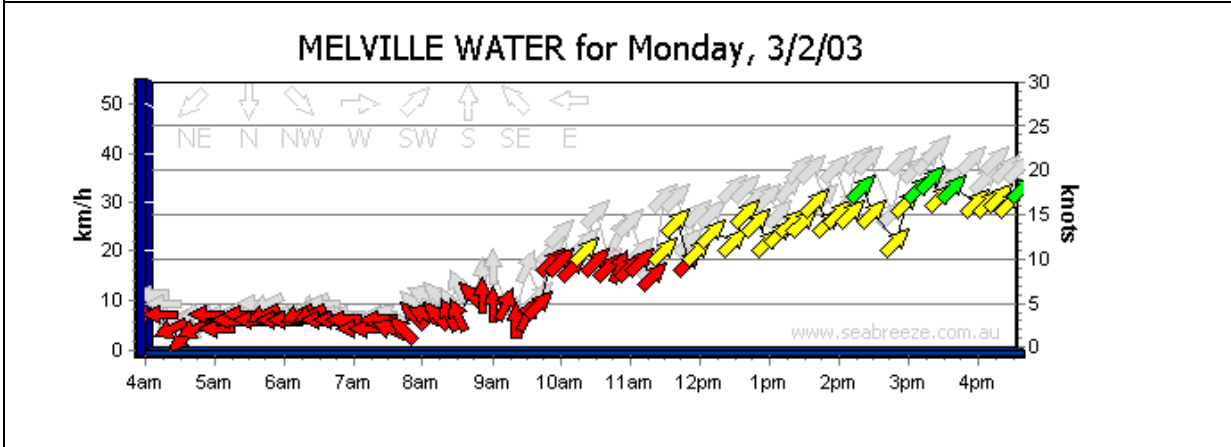 MELVILLE WATER for Monday, 3/2/03
50
40
30
20
10
0
km/h
NE N NW W SW S SE E
30
25
20
15
10
5
0
knots
www.seabreeze.com.au
4am 5am 6am 7am 8am 9am 10am 11am 12pm 1pm 2pm 3pm 4pm